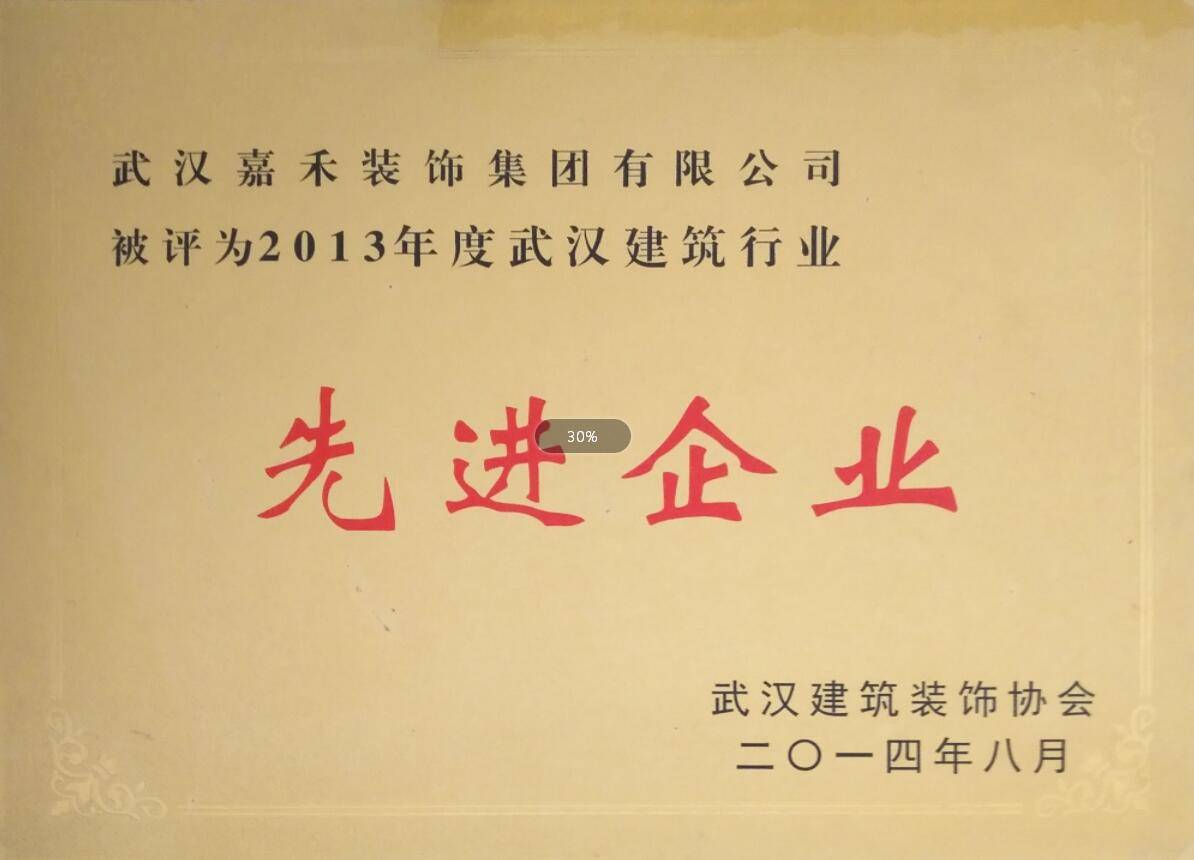 武汉嘉禾装饰集团有限公司
被评为2013年度武汉建筑行业
先进企业
30%
武汉建筑装饰协会
二〇一四年八月